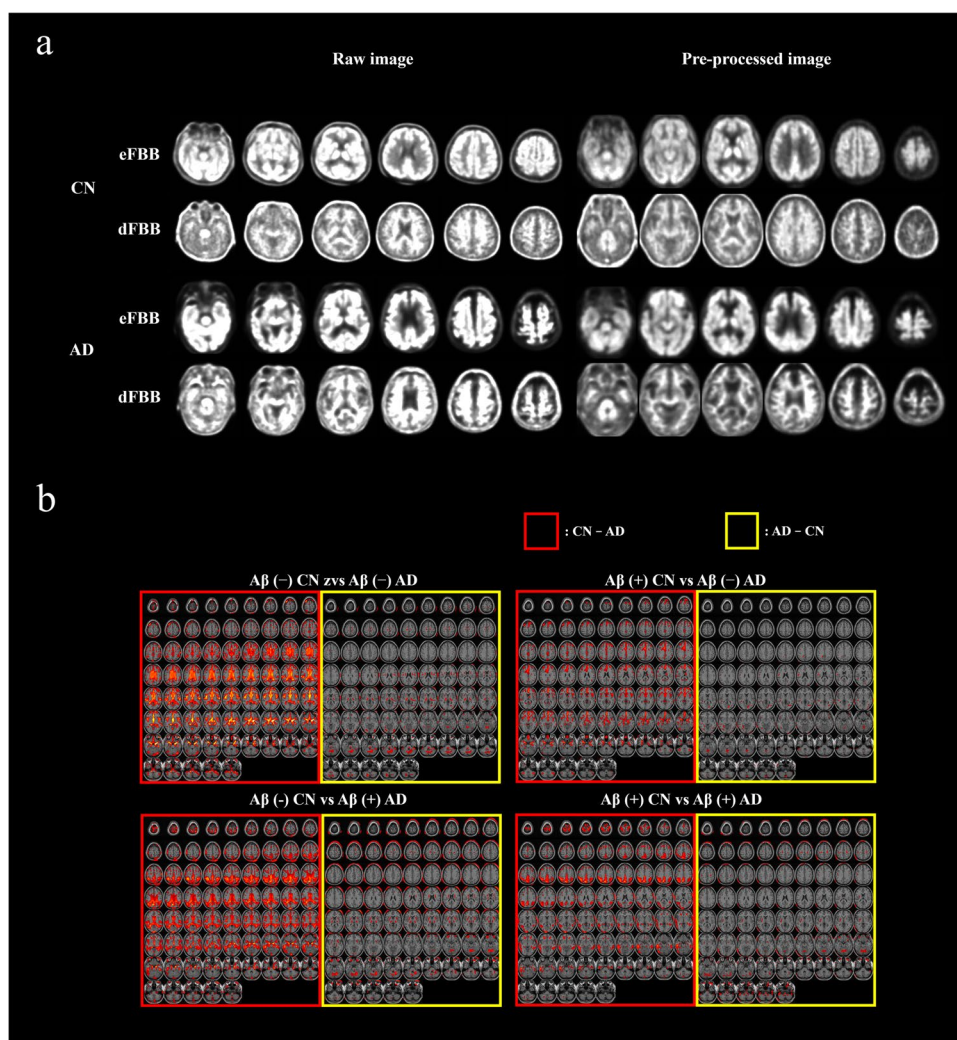 a
Raw image
Pre-processed image
eFBB
CN
dFBB
eFBB
AD
dFBB
b
: CN – AD
: AD – CN
Aβ (−) CN zvs Aβ (−) AD
Aβ (+) CN vs Aβ (−) AD
Aβ (-) CN vs Aβ (+) AD
Aβ (+) CN vs Aβ (+) AD